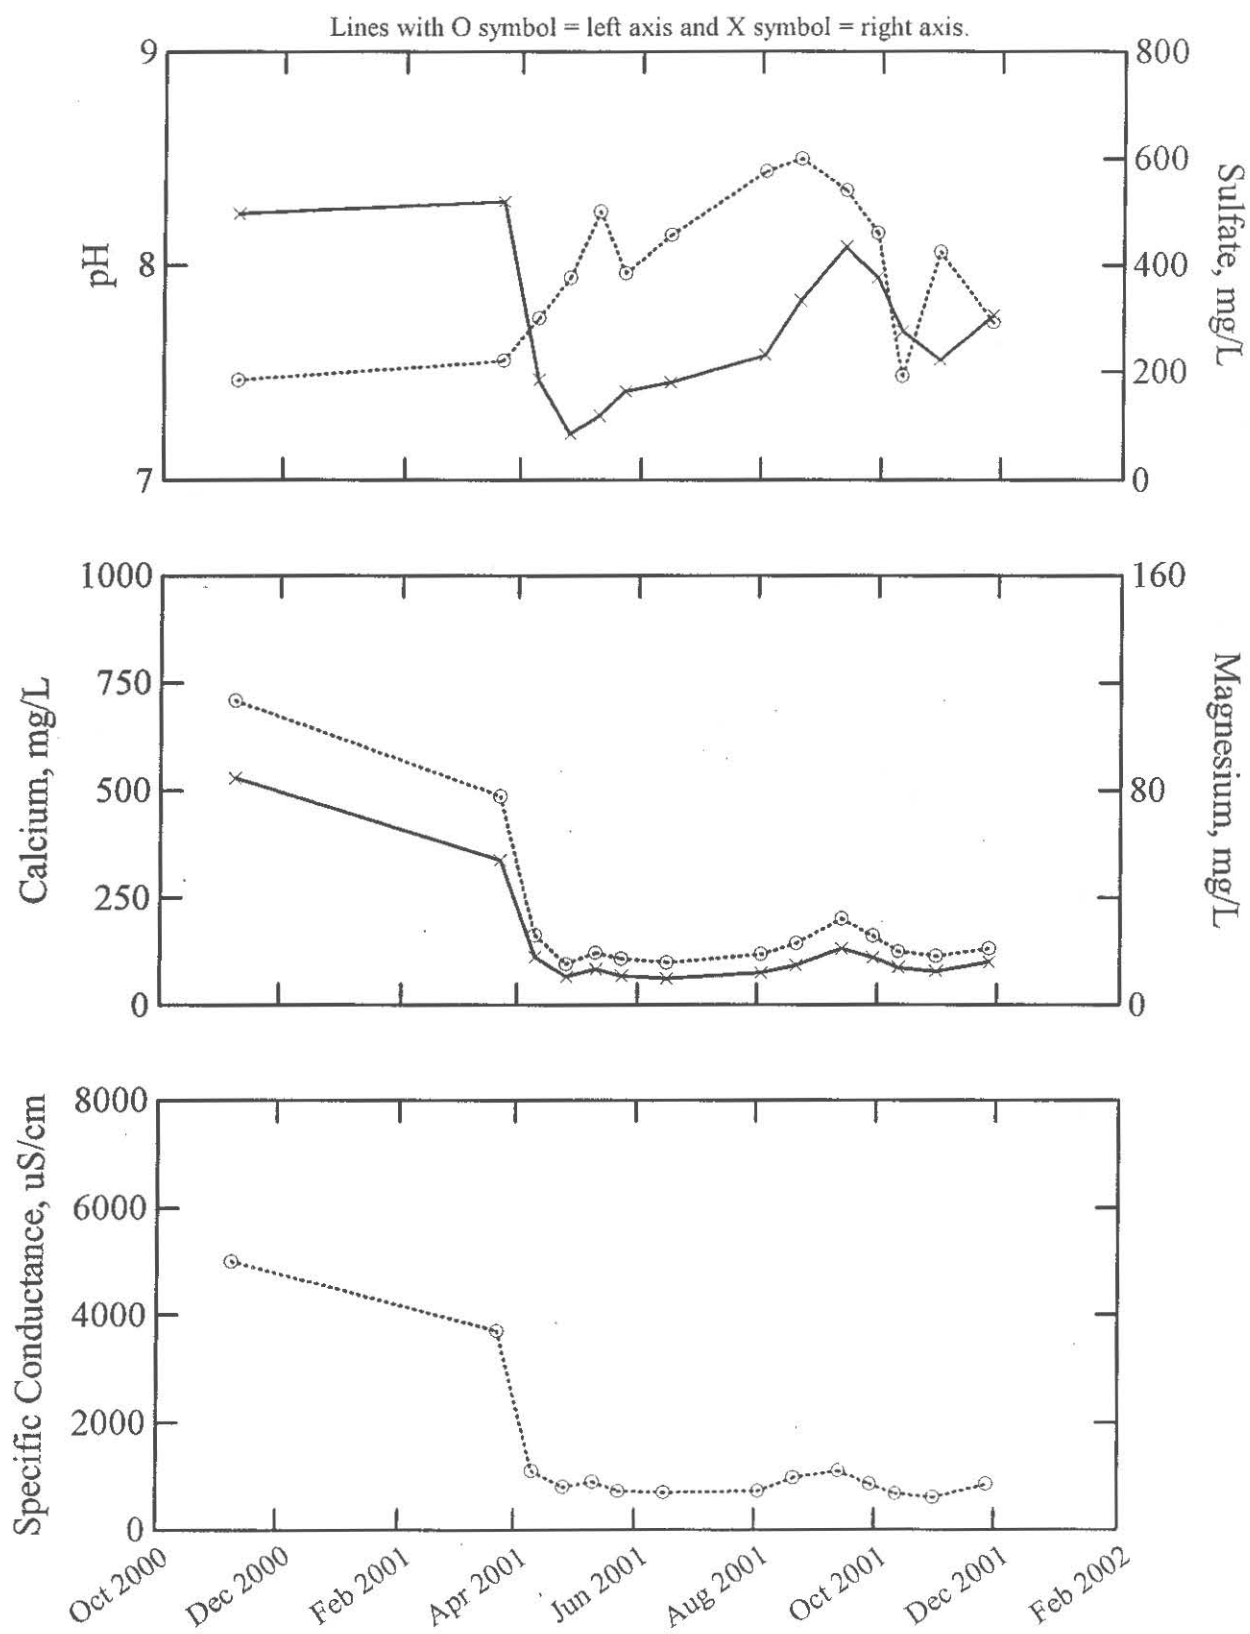 Lines with O symbol = left axis and X symbol = right axis.
9
8
7
pH
800
600
400
200
0
Sulfate, mg/L
1000
750
500
250
0
Calcium, mg/L
160
80
0
Magnesium, mg/L
8000
6000
4000
2000
0
Specific Conductance, uS/cm
Oct 2000
Dec 2000
Feb 2001
Apr 2001
Jun 2001
Aug 2001
Oct 2001
Dec 2001
Feb 2002